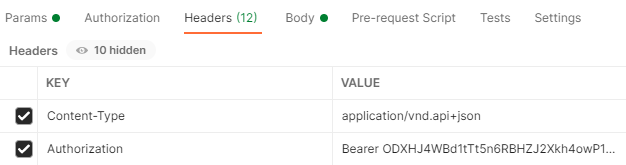 Params Authorization Headers (12) Body Pre-request Script Tests Settings
Headers 10 hidden
KEY VALUE
Content-Type application/vnd.api+json
Authorization Bearer ODXHJ4WBd1tTt5n6RBHZJ2Xkh4owP1...